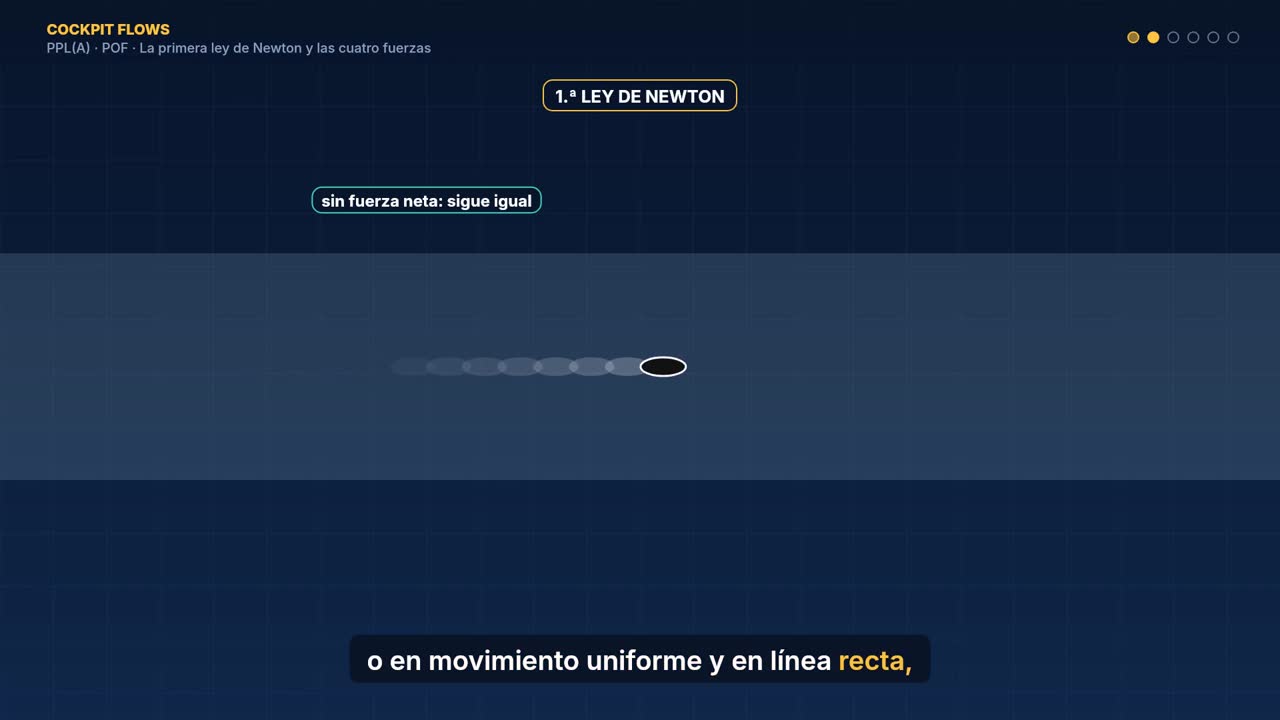 COCKPIT FLOWS
PPL(A) · POF · La primera ley de Newton y las cuatro fuerzas
1.ª LEY DE NEWTON
sin fuerza neta: sigue igual
o en movimiento uniforme y en línea recta,